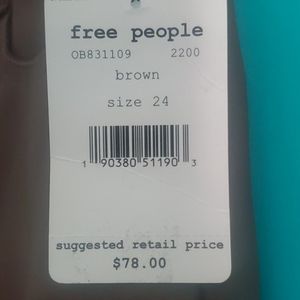 free people
OB831109 2200
brown
size 24
1 90380 51190 3
suggested retail price
$78.00